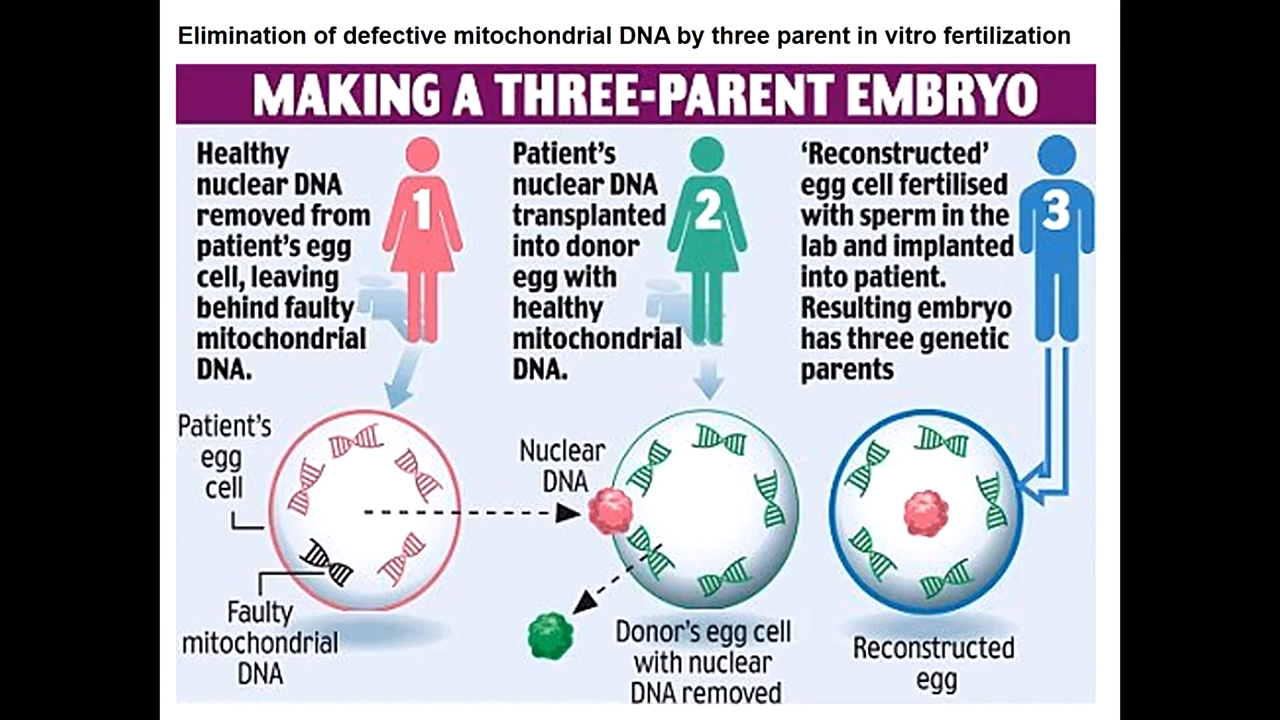 Elimination of defective mitochondrial DNA by three parent in vitro fertilization
MAKING A THREE-PARENT EMBRYO
Healthy
nuclear DNA
removed from
patient's egg
cell, leaving
behind faulty
mitochondrial
DNA.
1
Patient's
nuclear DNA
transplanted
into donor
egg with
healthy
mitochondrial
DNA.
2
'Reconstructed'
egg cell fertilised
with sperm in the
lab and implanted
into patient.
Resulting embryo
has three genetic
parents
3
Patient's
egg
cell
Faulty
mitochondrial
DNA
Nuclear
DNA
Donor's egg cell
with nuclear
DNA removed
Reconstructed
egg